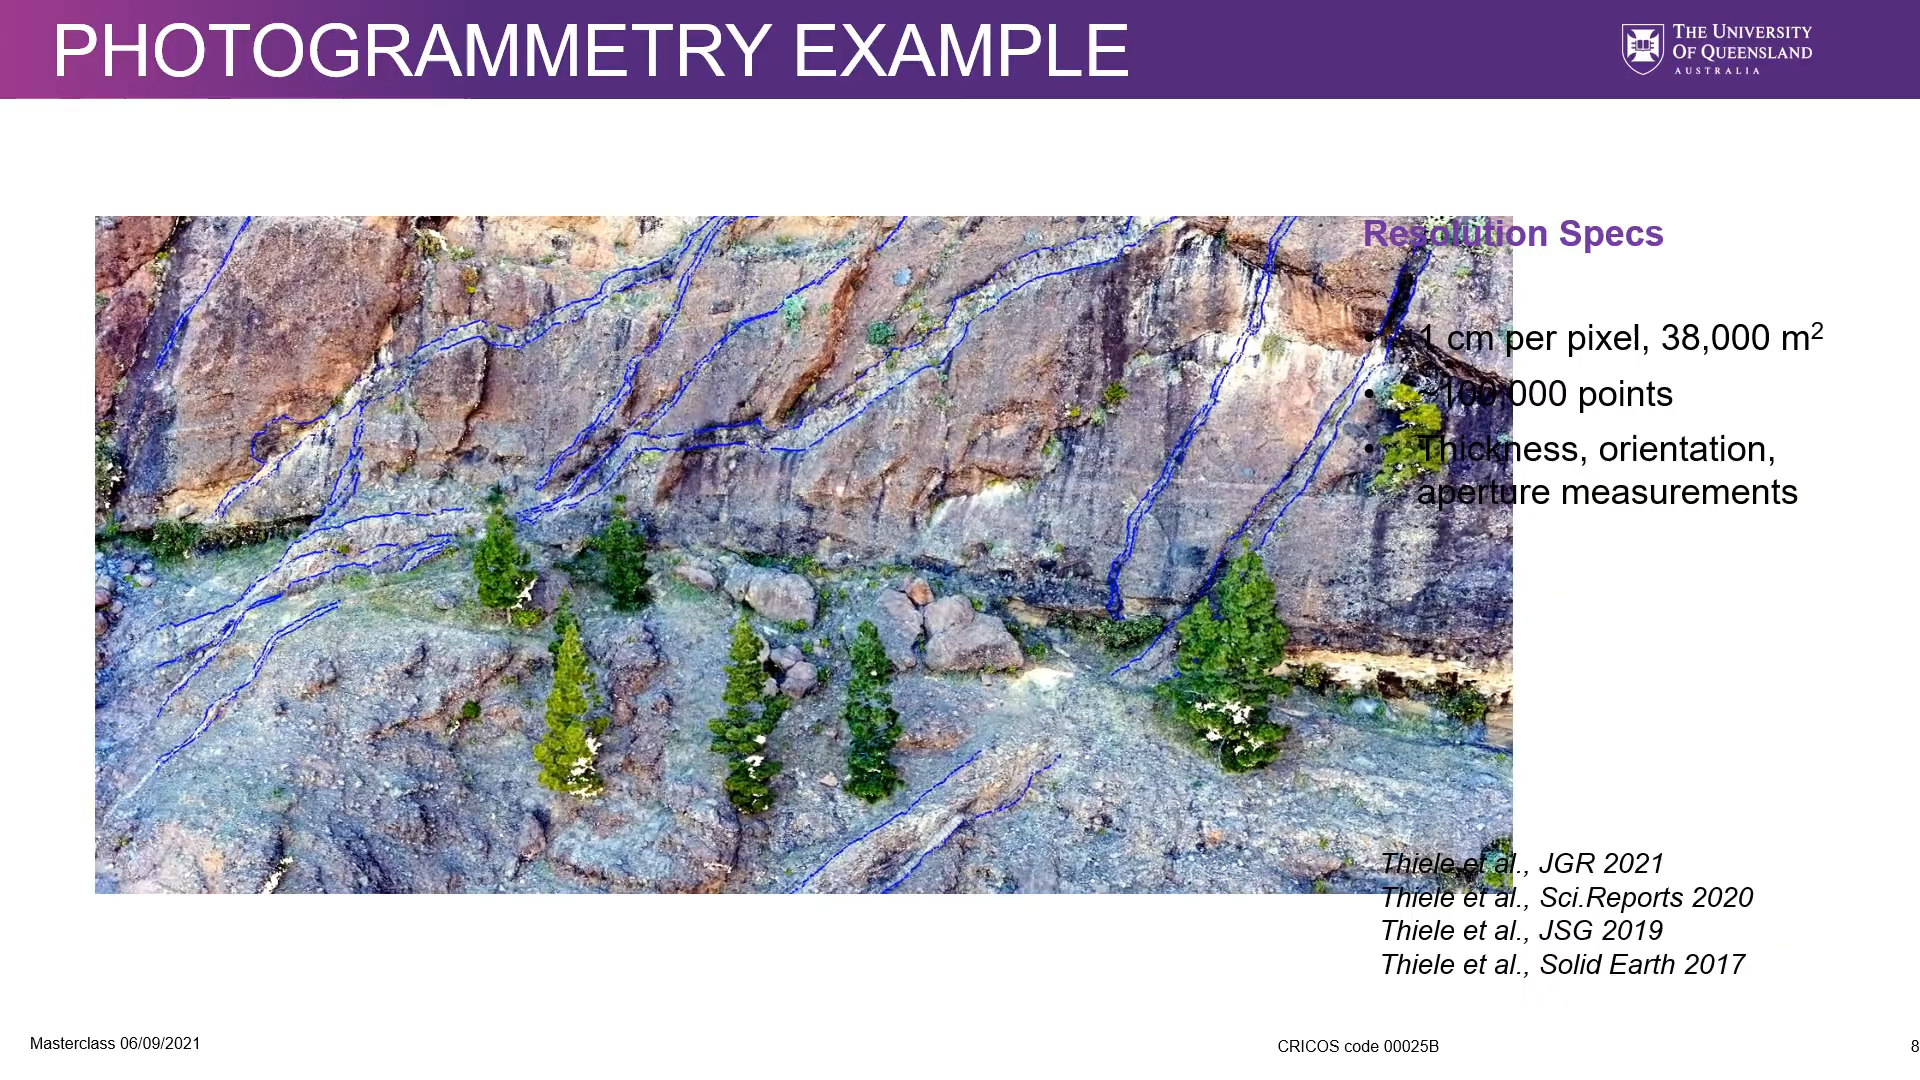 PHOTOGRAMMETRY EXAMPLE
THE UNIVERSITY
OF QUEENSLAND
AUSTRALIA
Resolution Specs
• ~1 cm per pixel, 38,000 m²
• ~100,000 points
• Thickness, orientation,
aperture measurements
Thiele et al., JGR 2021
Thiele et al., Sci.Reports 2020
Thiele et al., JSG 2019
Thiele et al., Solid Earth 2017
Masterclass 06/09/2021
CRICOS code 00025B
8